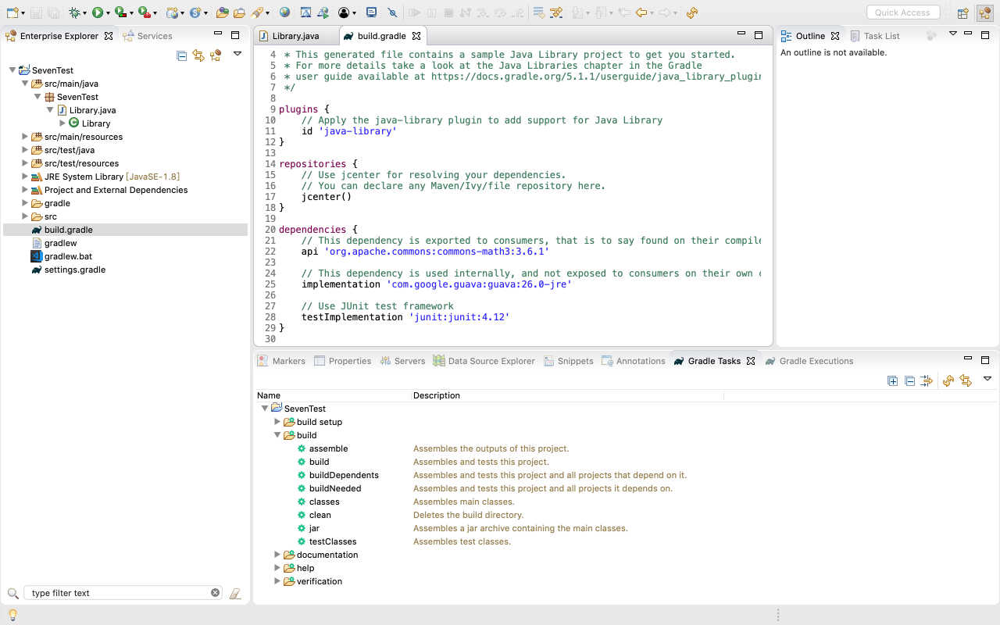 Quick Access
Enterprise Explorer
Services
SevenTest
src/main/java
SevenTest
Library.java
Library
src/main/resources
src/test/java
src/test/resources
JRE System Library [JavaSE-1.8]
Project and External Dependencies
gradle
src
build.gradle
gradlew
gradlew.bat
settings.gradle
type filter text
Library.java
build.gradle
4 * This generated file contains a sample Java Library project to get you started.
5 * For more details take a look at the Java Libraries chapter in the Gradle
6 * user guide available at https://docs.gradle.org/5.1.1/userguide/java_library_plugin
7 */
8
9 plugins {
10 // Apply the java-library plugin to add support for Java Library
11 id 'java-library'
12 }
13
14 repositories {
15 // Use jcenter for resolving your dependencies.
16 // You can declare any Maven/Ivy/file repository here.
17 jcenter()
18 }
19
20 dependencies {
21 // This dependency is exported to consumers, that is to say found on their compile
22 api 'org.apache.commons:commons-math3:3.6.1'
23
24 // This dependency is used internally, and not exposed to consumers on their own c
25 implementation 'com.google.guava:guava:26.0-jre'
26
27 // Use JUnit test framework
28 testImplementation 'junit:junit:4.12'
29 }
30
Outline
Task List
An outline is not available.
Markers
Properties
Servers
Data Source Explorer
Snippets
Annotations
Gradle Tasks
Gradle Executions
Name Description
SevenTest
build setup
build
assemble Assembles the outputs of this project.
build Assembles and tests this project.
buildDependents Assembles and tests this project and all projects that depend on it.
buildNeeded Assembles and tests this project and all projects it depends on.
classes Assembles main classes.
clean Deletes the build directory.
jar Assembles a jar archive containing the main classes.
testClasses Assembles test classes.
documentation
help
verification